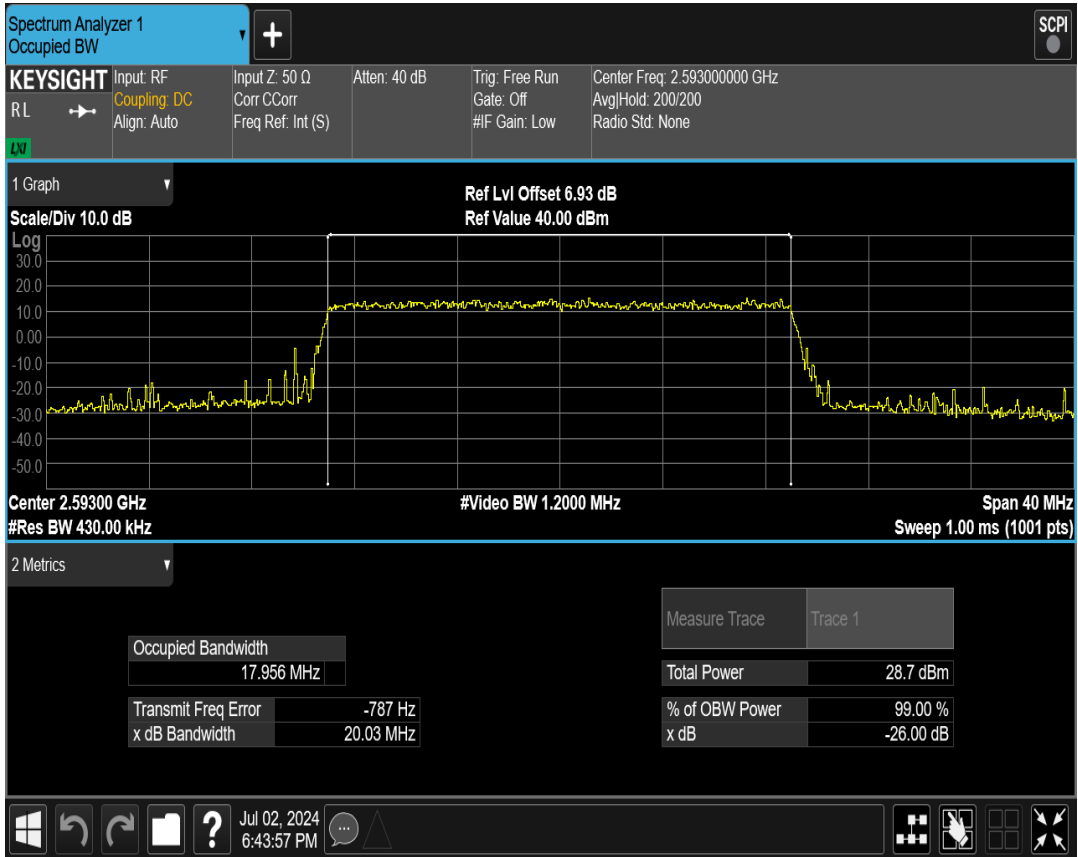 Spectrum Analyzer 1
Occupied BW
+
SCPI
KEYSIGHT
R L
LXI
Input: RF
Coupling: DC
Align: Auto
Input Z: 50 Ω
Corr CCorr
Freq Ref: Int (S)
Atten: 40 dB
Trig: Free Run
Gate: Off
#IF Gain: Low
Center Freq: 2.593000000 GHz
Avg|Hold: 200/200
Radio Std: None
1 Graph
Scale/Div 10.0 dB
Ref Lvl Offset 6.93 dB
Ref Value 40.00 dBm
Log
30.0
20.0
10.0
0.00
-10.0
-20.0
-30.0
-40.0
-50.0
Center 2.59300 GHz
#Res BW 430.00 kHz
#Video BW 1.2000 MHz
Span 40 MHz
Sweep 1.00 ms (1001 pts)
2 Metrics
Occupied Bandwidth
17.956 MHz
Transmit Freq Error -787 Hz
x dB Bandwidth 20.03 MHz
Measure Trace Trace 1
Total Power 28.7 dBm
% of OBW Power 99.00 %
x dB -26.00 dB
?
Jul 02, 2024
6:43:57 PM